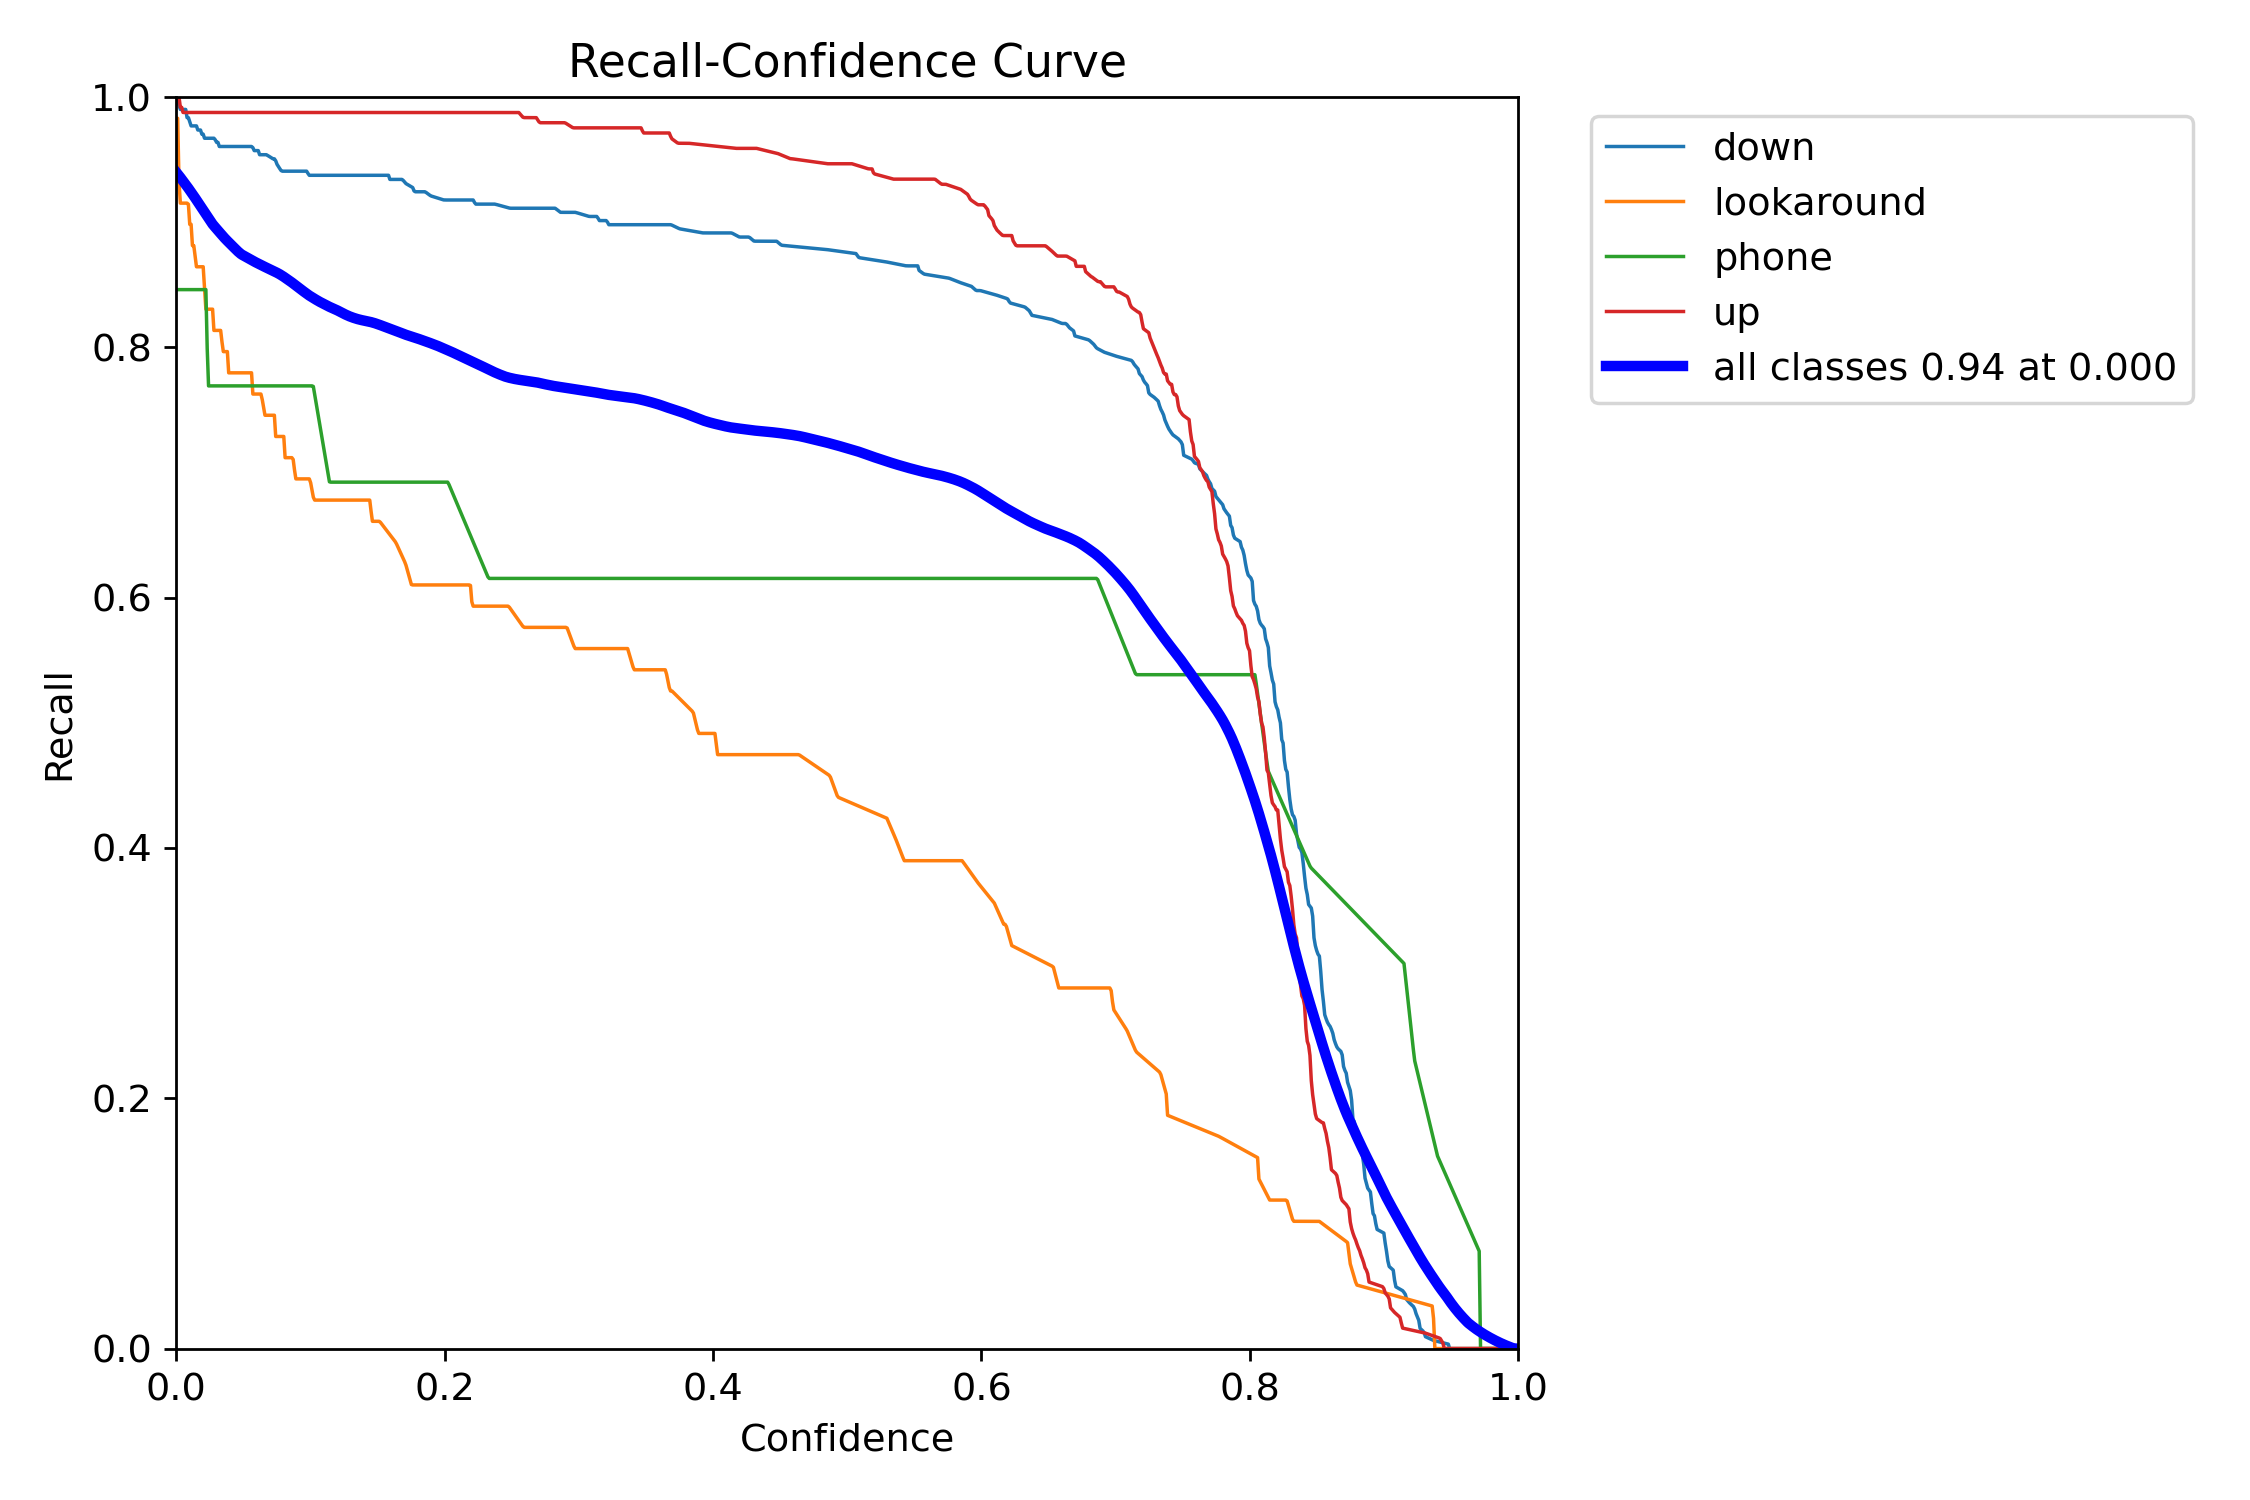 Recall-Confidence Curve
1.0
0.8
0.6
0.4
0.2
0.0
Recall
0.0 0.2 0.4 0.6 0.8 1.0
Confidence
down
lookaround
phone
up
all classes 0.94 at 0.000